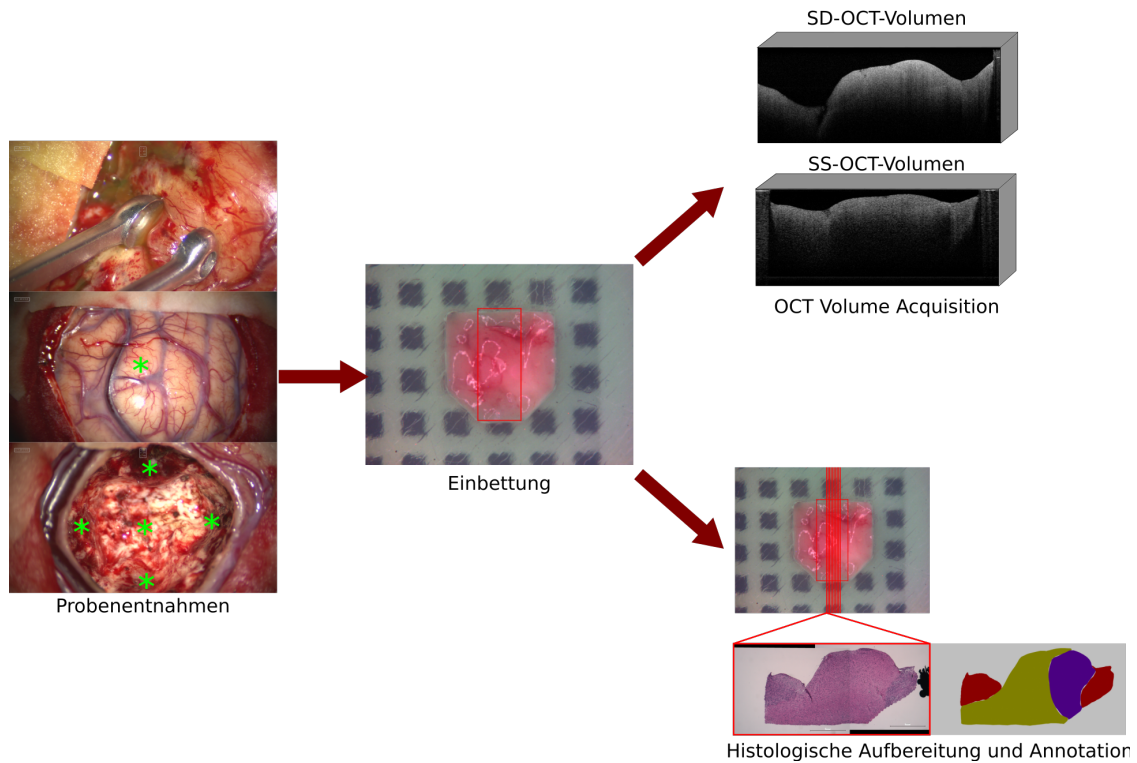 SD-OCT-Volumen
SS-OCT-Volumen
OCT Volume Acquisition
Einbettung
Probenentnahmen
Histologische Aufbereitung und Annotation